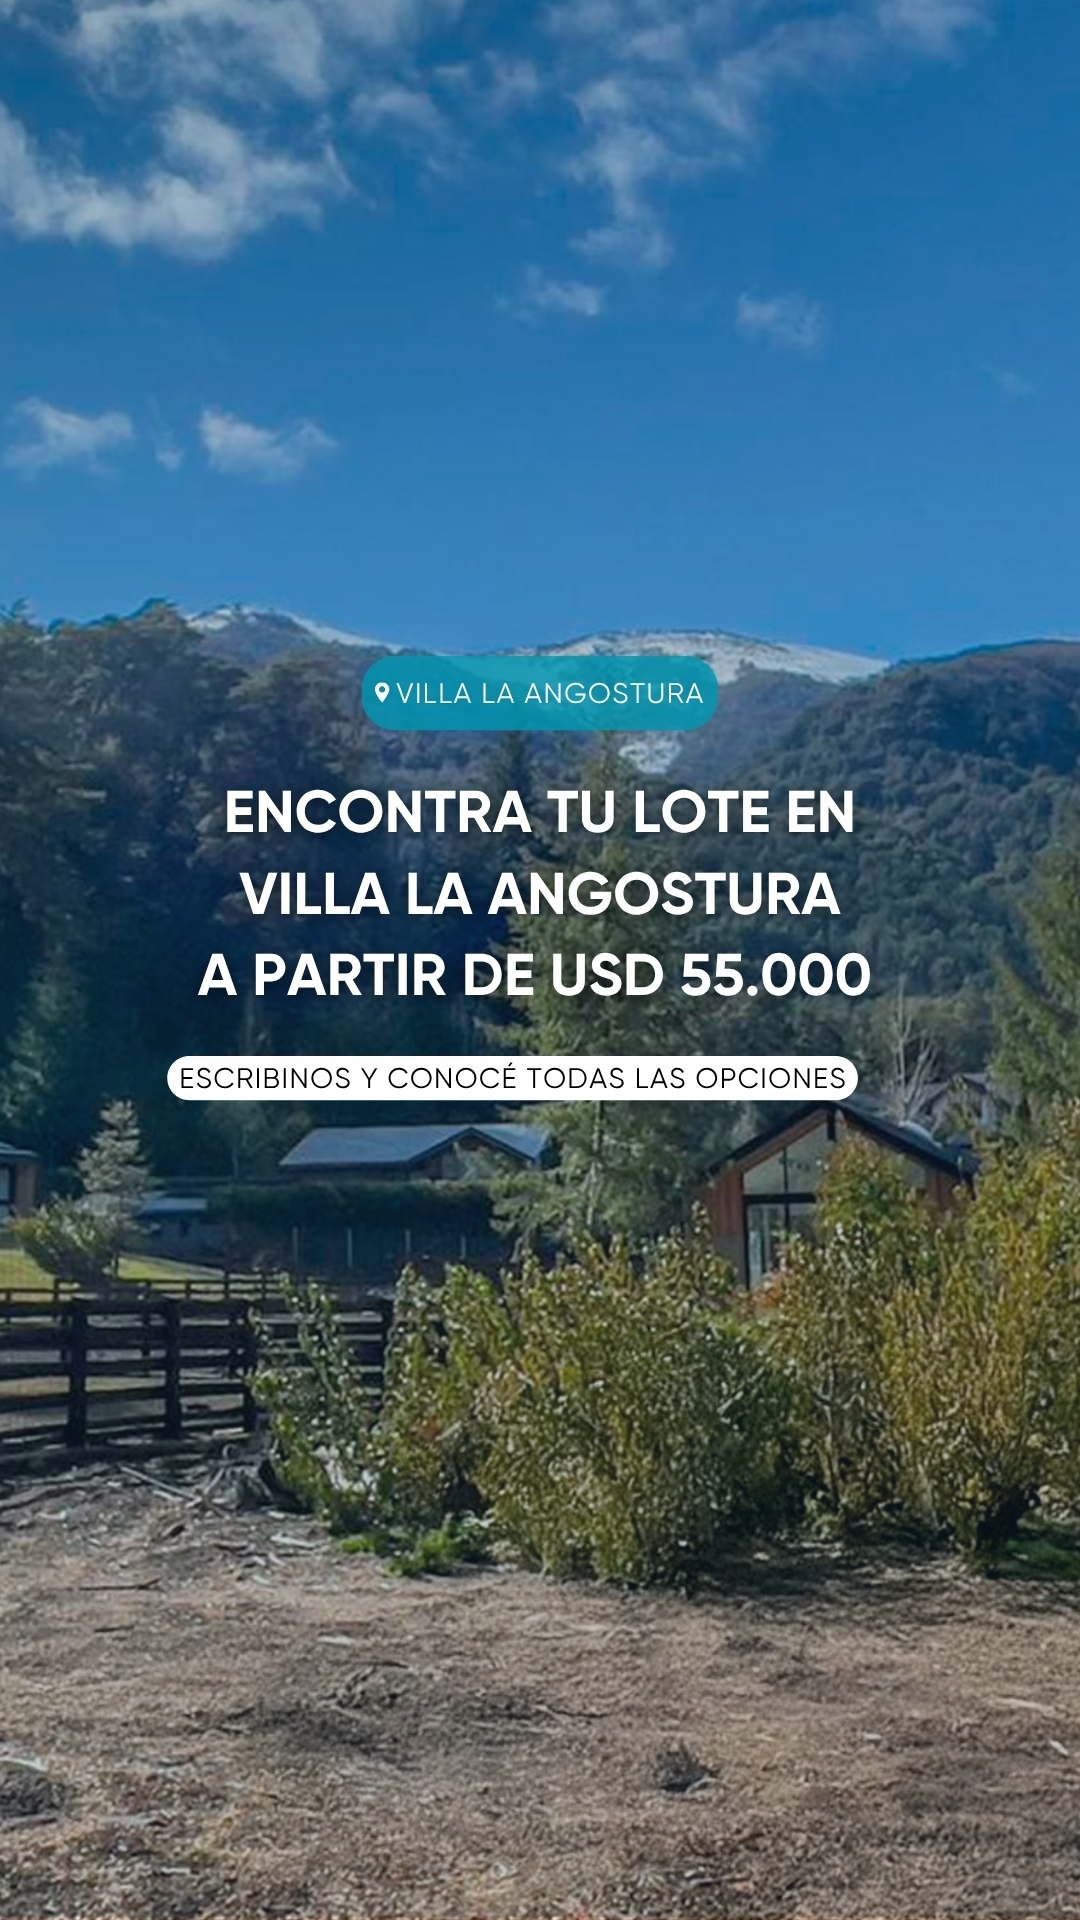 VILLA LA ANGOSTURA
ENCONTRA TU LOTE EN
VILLA LA ANGOSTURA
A PARTIR DE USD 55.000
ESCRIBINOS Y CONOCÉ TODAS LAS OPCIONES